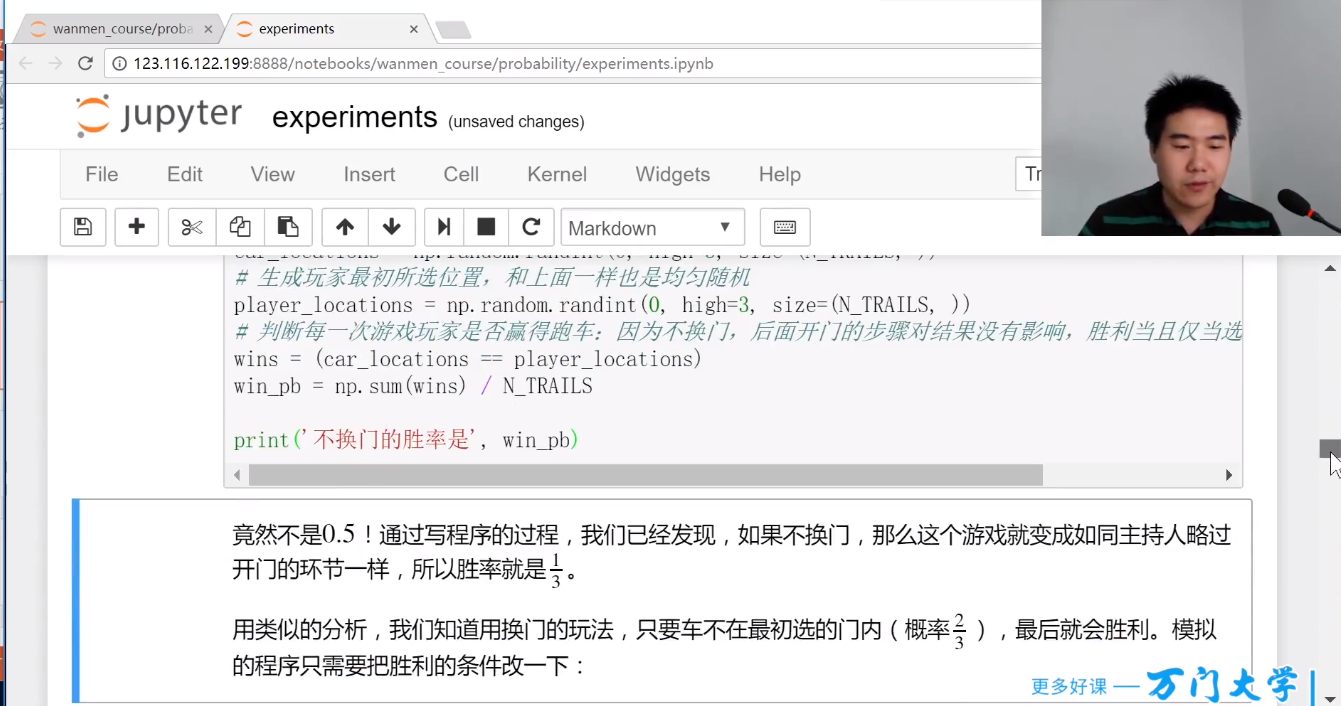 wanmen_course/proba
experiments
123.116.122.199:8888/notebooks/wanmen_course/probability/experiments.ipynb
jupyter experiments (unsaved changes)
File Edit View Insert Cell Kernel Widgets Help Tr
Markdown
car_locations = np.random.randint(0, high=3, size=(N_TRAILS, ))
# 生成玩家最初所选位置，和上面一样也是均匀随机
player_locations = np.random.randint(0, high=3, size=(N_TRAILS, ))
# 判断每一次游戏玩家是否赢得跑车：因为不换门，后面开门的步骤对结果没有影响，胜利当且仅当选
wins = (car_locations == player_locations)
win_pb = np.sum(wins) / N_TRAILS
print('不换门的胜率是', win_pb)
竟然不是0.5！通过写程序的过程，我们已经发现，如果不换门，那么这个游戏就变成如同主持人略过
开门的环节一样，所以胜率就是1/3。
用类似的分析，我们知道用换门的玩法，只要车不在最初选的门内（概率2/3），最后就会胜利。模拟
的程序只需要把胜利的条件改一下：
更多好课 — 万门大学